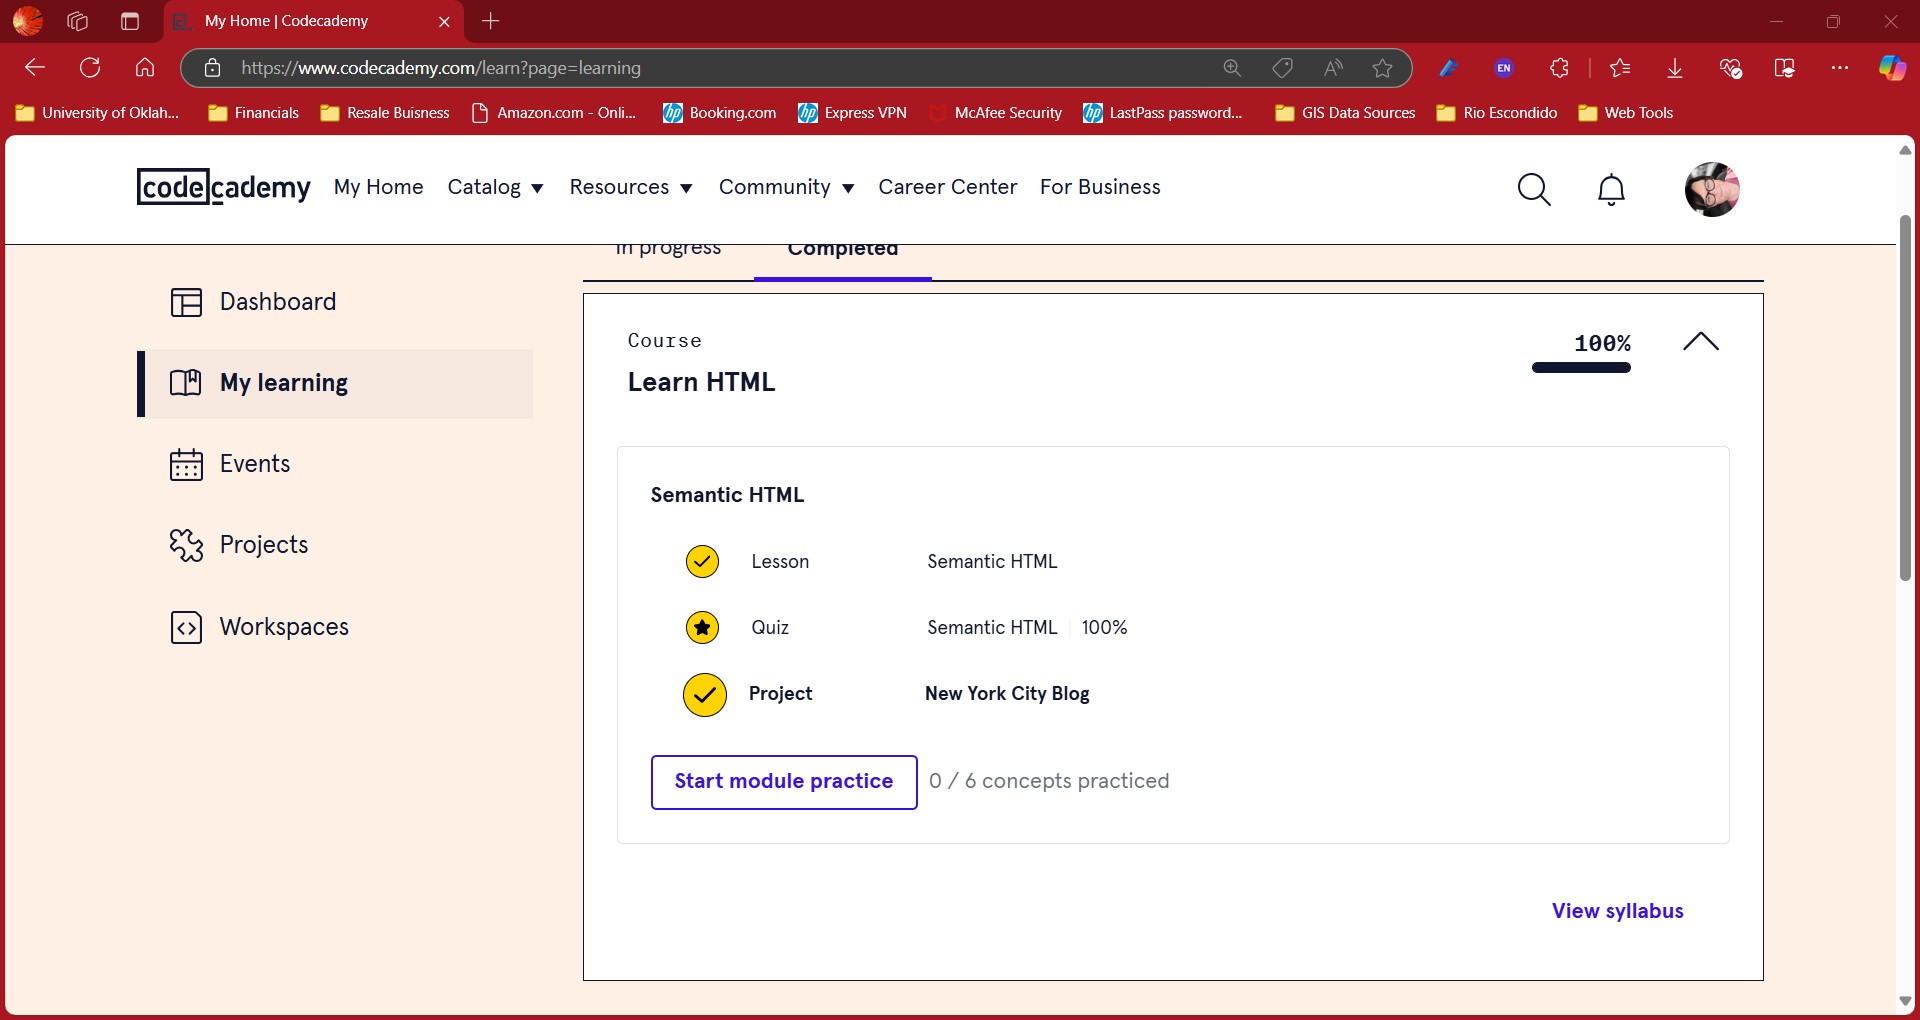 My Home | Codecademy
https://www.codecademy.com/learn?page=learning
EN
University of Oklah...
Financials
Resale Buisness
Amazon.com - Onli...
Booking.com
Express VPN
McAfee Security
LastPass password...
GIS Data Sources
Rio Escondido
Web Tools
codecademy
My Home
Catalog
Resources
Community
Career Center
For Business
In progress
Completed
Dashboard
My learning
Events
Projects
Workspaces
Course
100%
Learn HTML
Semantic HTML
Lesson Semantic HTML
Quiz Semantic HTML 100%
Project New York City Blog
Start module practice 0 / 6 concepts practiced
View syllabus